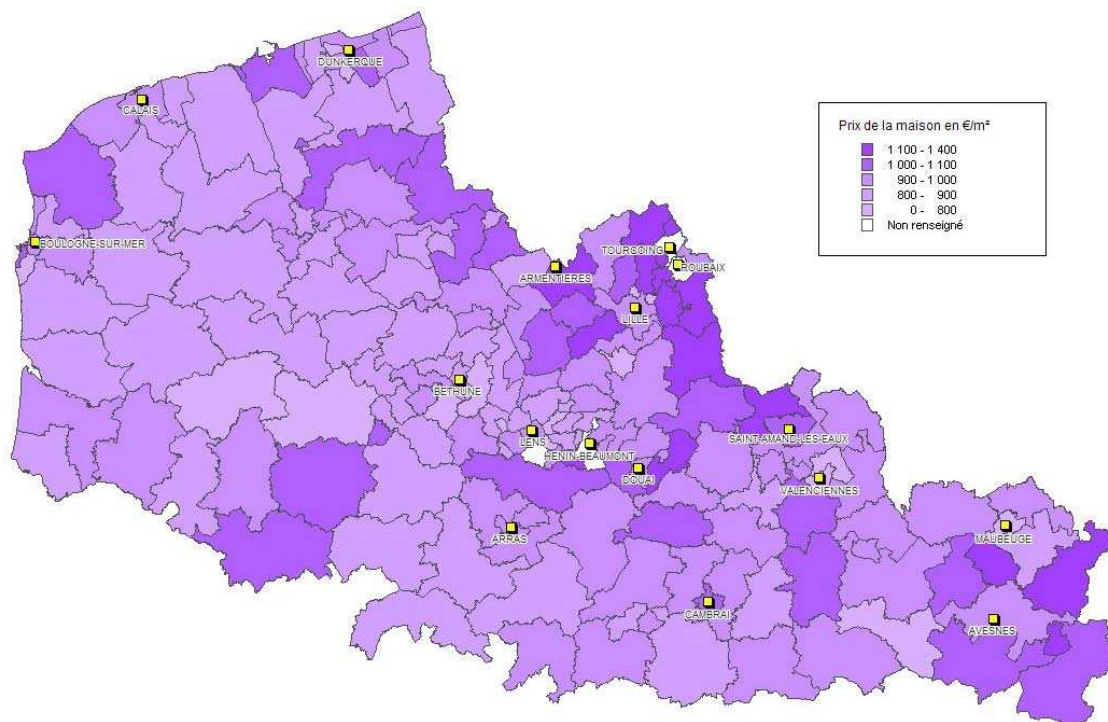 DUNKERQUE
CALAIS
Prix de la maison en €/m²
1 100 - 1 400
1 000 - 1 100
900 - 1 000
800 - 900
0 - 800
Non renseigné
BOULOGNE-SUR-MER
TOURCOING
ROUBAIX
ARMENTIERES
LILLE
BETHUNE
LENS
HENIN-BEAUMONT
SAINT-AMAND-LES-EAUX
DOUAI
VALENCIENNES
ARRAS
MAUBEUGE
CAMBRAI
AVESNES